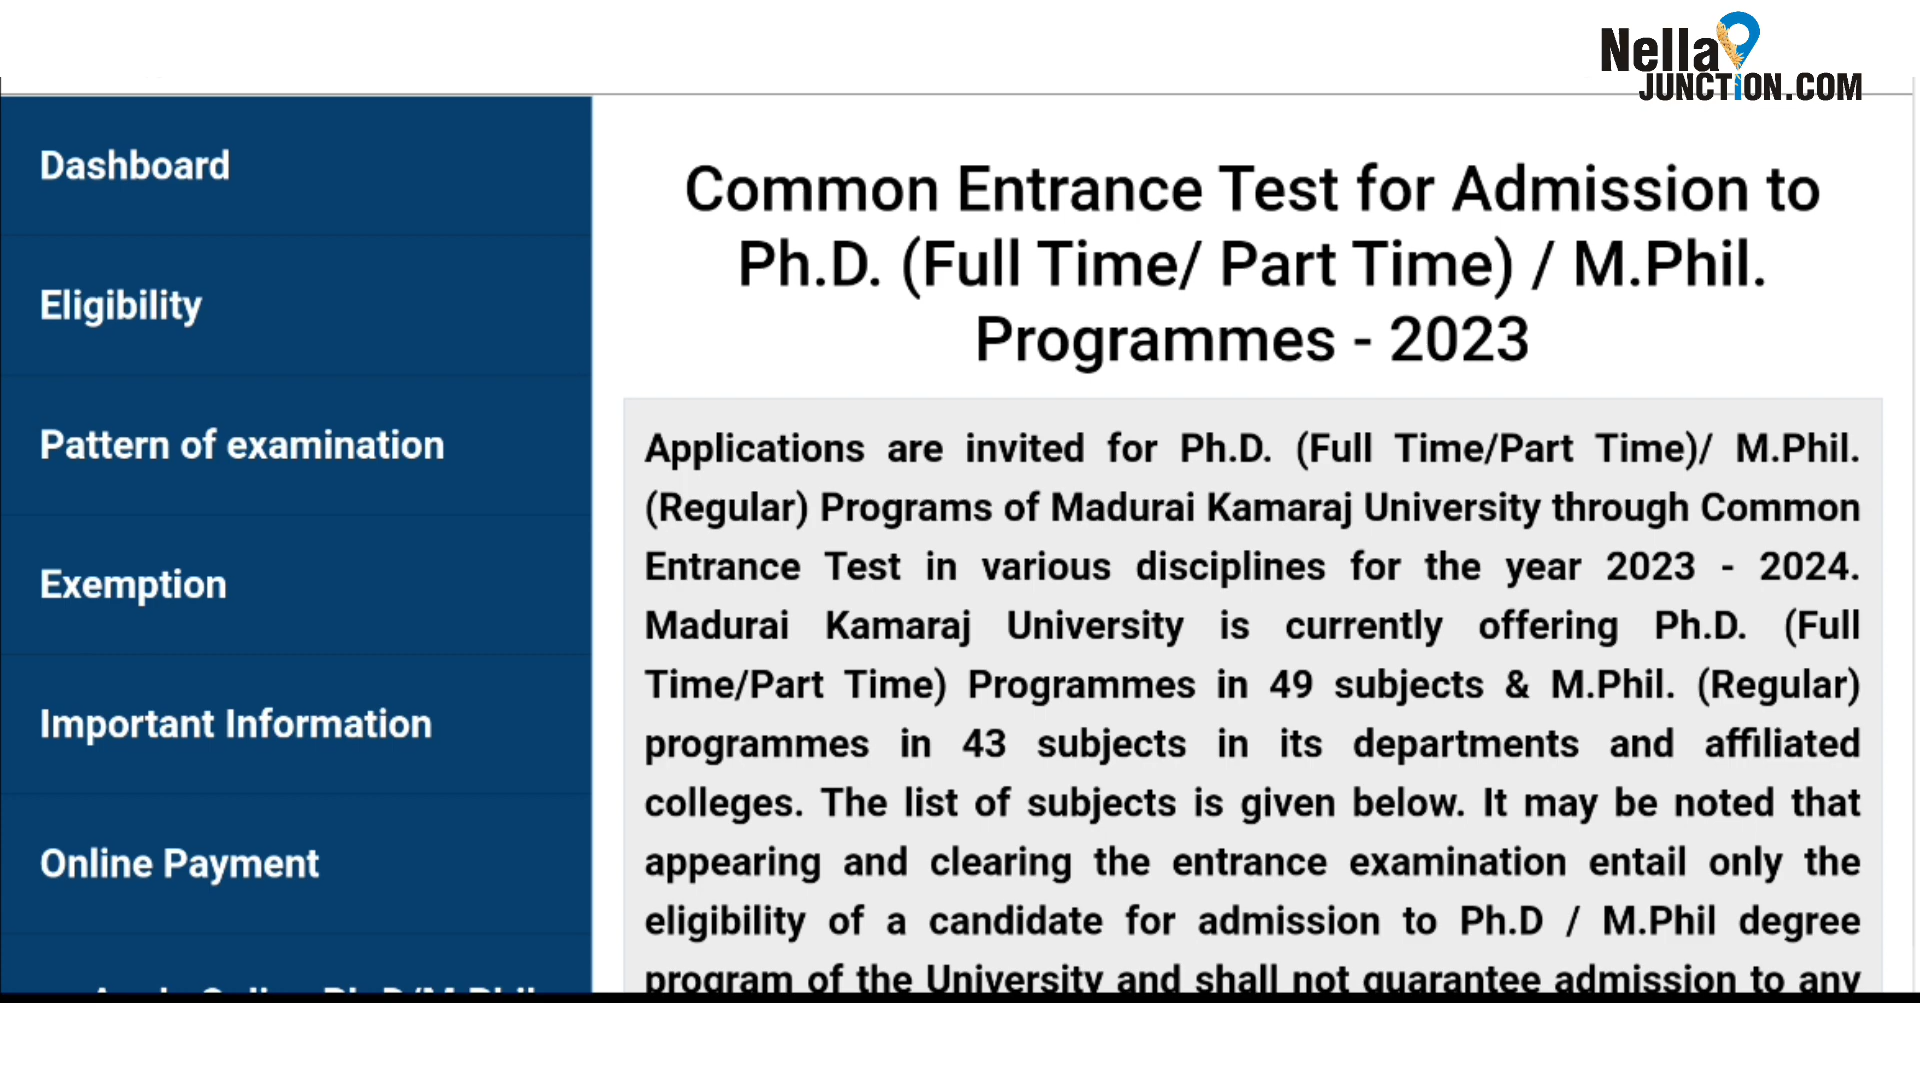 Nella
JUNCTION.COM
Dashboard
Eligibility
Pattern of examination
Exemption
Important Information
Online Payment
Apply Online Ph.D/M.Phil
Common Entrance Test for Admission to
Ph.D. (Full Time/ Part Time) / M.Phil.
Programmes - 2023
Applications are invited for Ph.D. (Full Time/Part Time)/ M.Phil.
(Regular) Programs of Madurai Kamaraj University through Common
Entrance Test in various disciplines for the year 2023 - 2024.
Madurai Kamaraj University is currently offering Ph.D. (Full
Time/Part Time) Programmes in 49 subjects & M.Phil. (Regular)
programmes in 43 subjects in its departments and affiliated
colleges. The list of subjects is given below. It may be noted that
appearing and clearing the entrance examination entail only the
eligibility of a candidate for admission to Ph.D / M.Phil degree
program of the University and shall not guarantee admission to any